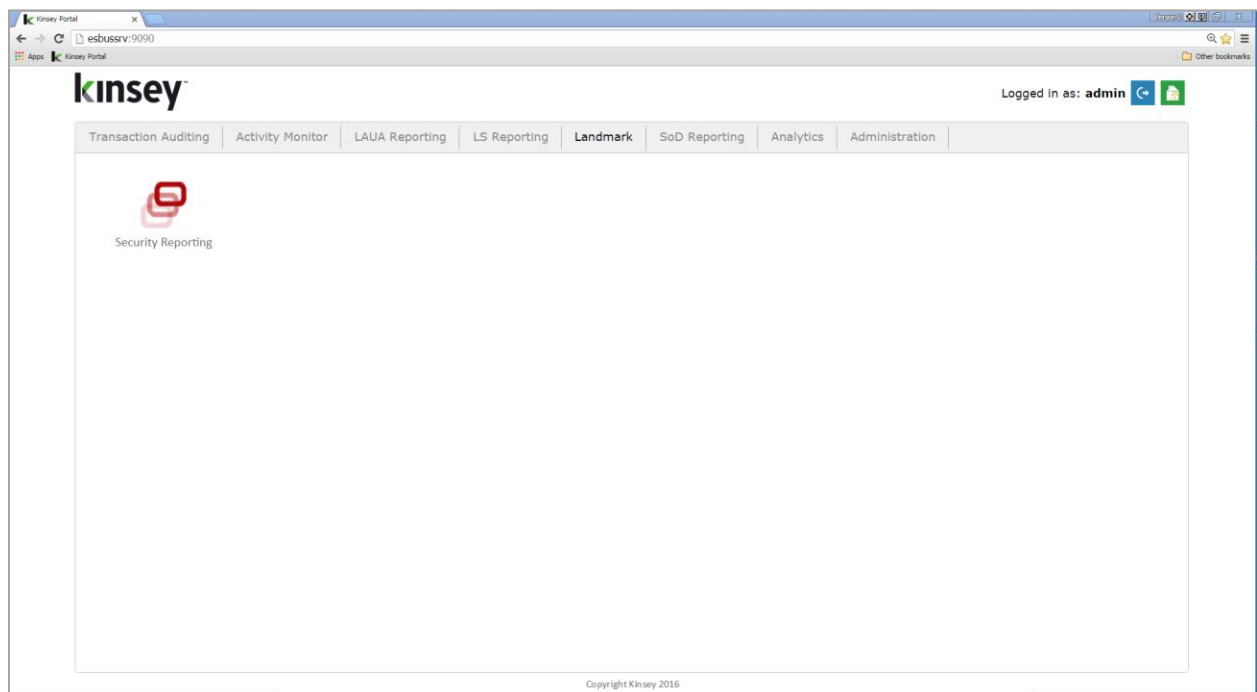 Kinsey Portal
esbussrv:9090
Apps Kinsey Portal Other bookmarks
kinsey
Logged in as: admin
Transaction Auditing Activity Monitor LAUA Reporting LS Reporting Landmark SoD Reporting Analytics Administration
Security Reporting
Copyright Kinsey 2016